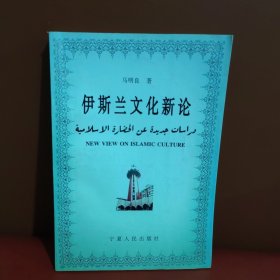 马明良 著
伊斯兰文化新论
دراسات جديدة عن الحضارة الإسلامية
NEW VIEW ON ISLAMIC CULTURE
宁夏人民出版社